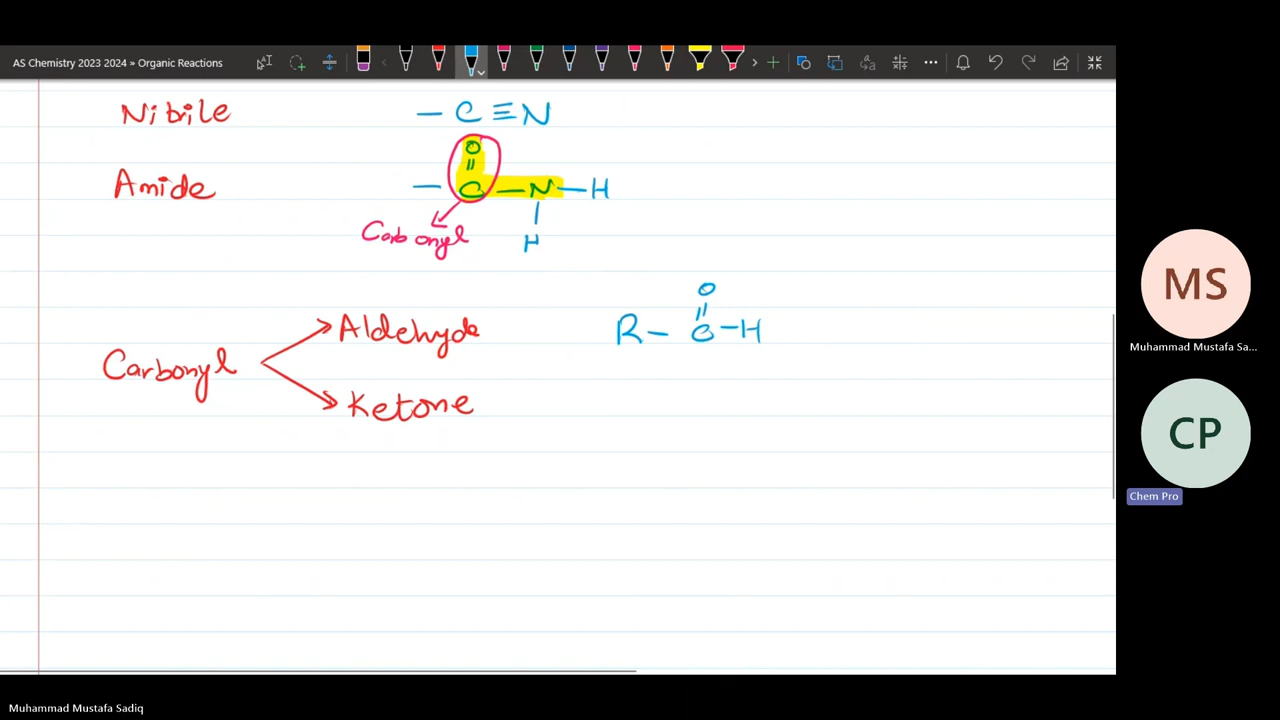 AS Chemistry 2023 2024 » Organic Reactions
Nitrile – C ≡ N
O
||
Amide – C – N – H
|
Carbonyl H
O
||
Aldehyde R – C – H
Carbonyl
Ketone
MS
Muhammad Mustafa Sa...
CP
Chem Pro
Muhammad Mustafa Sadiq